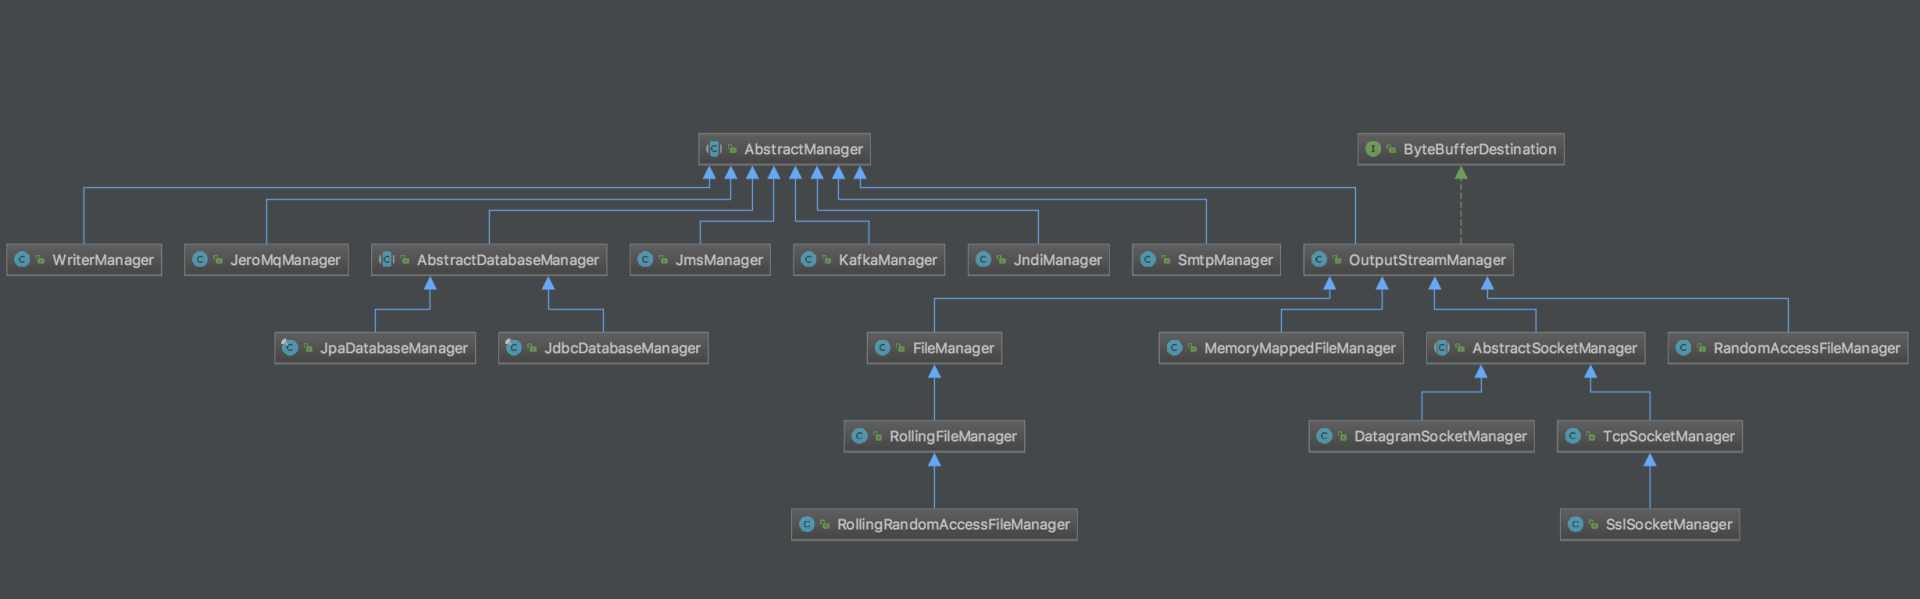 AbstractManager
ByteBufferDestination
WriterManager
JeroMqManager
AbstractDatabaseManager
JmsManager
KafkaManager
JndiManager
SmtpManager
OutputStreamManager
JpaDatabaseManager
JdbcDatabaseManager
FileManager
MemoryMappedFileManager
AbstractSocketManager
RandomAccessFileManager
RollingFileManager
DatagramSocketManager
TcpSocketManager
RollingRandomAccessFileManager
SslSocketManager